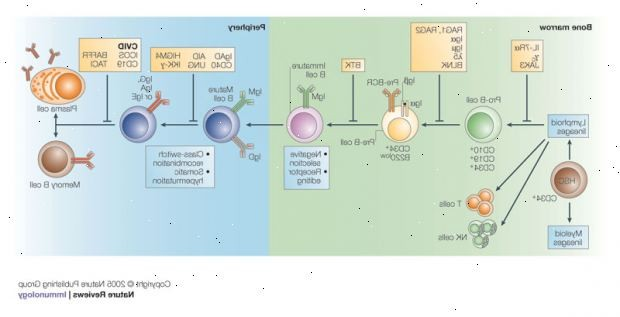 Bone marrow
Periphery
IL-7Rα
γc
JAK3
RAG1,RAG2
Igα
Igμ
λ5
BLNK
BTK
IgAD
CD40
AID
UNG
HIGM4
IKK-γ
CVID
ICOS
CD19
BAFFR
TACI
Lymphoid
lineages
HSC
CD34+
Myeloid
lineages
T cells
NK cells
Pro-B cell
CD10+
CD19+
CD34+
Pre-BCR
Igβ
Igα
Pre-B cell
CD34+
B220low
Immature
B cell
IgM
• Negative
selection
• Receptor
editing
Mature
B cell
IgM
IgD
• Class-switch
recombination
• Somatic
hypermutation
IgG,
IgA
or IgE
Plasma cell
Memory B cell
Copyright © 2005 Nature Publishing Group
Nature Reviews | Immunology